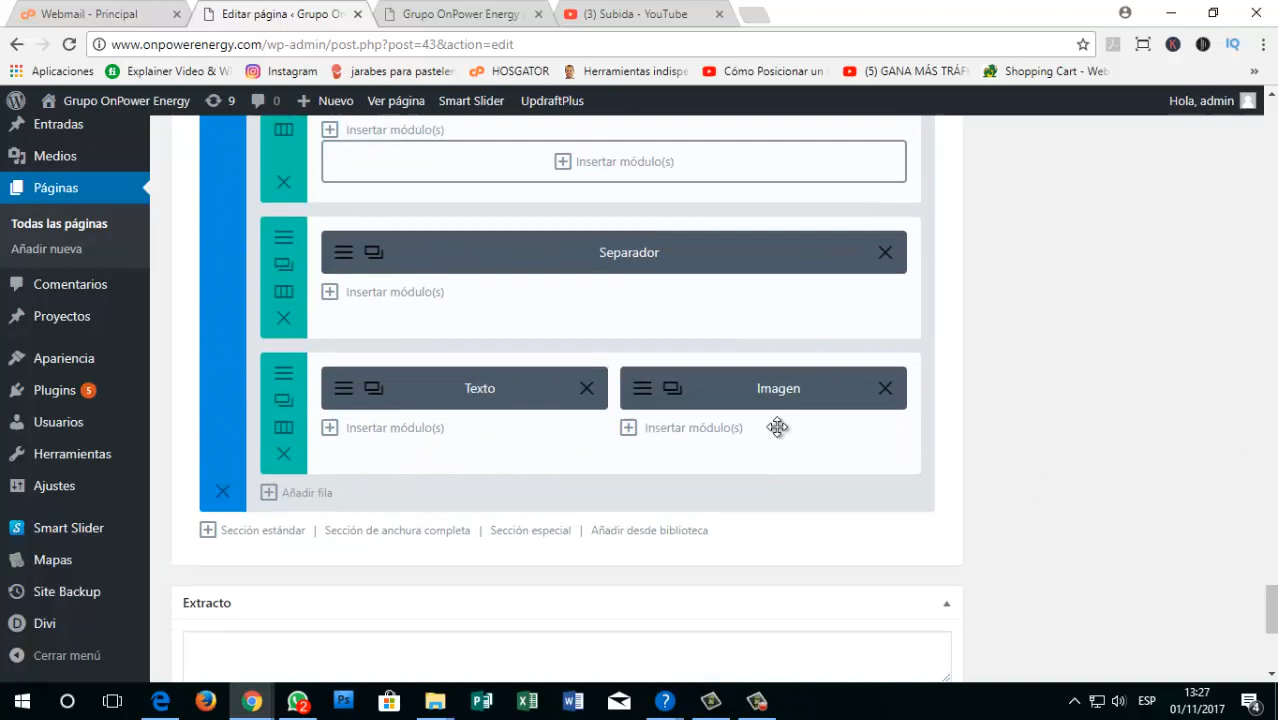 Webmail - Principal
Editar página ‹ Grupo On
Grupo OnPower Energy
(3) Subida - YouTube
www.onpowerenergy.com/wp-admin/post.php?post=43&action=edit
Aplicaciones
Explainer Video & W
Instagram
jarabes para pasteler
HOSGATOR
Herramientas indispe
Cómo Posicionar un
(5) GANA MÁS TRÁF
Shopping Cart - Web
Grupo OnPower Energy
9
0
Nuevo
Ver página
Smart Slider
UpdraftPlus
Hola, admin
Entradas
Medios
Páginas
Todas las páginas
Añadir nueva
Comentarios
Proyectos
Apariencia
Plugins 5
Usuarios
Herramientas
Ajustes
Smart Slider
Mapas
Site Backup
Divi
Cerrar menú
Insertar módulo(s)
Insertar módulo(s)
Separador
Insertar módulo(s)
Texto
Imagen
Insertar módulo(s)
Insertar módulo(s)
Añadir fila
Sección estándar | Sección de anchura completa | Sección especial | Añadir desde biblioteca
Extracto
2
ESP
13:27
01/11/2017
4